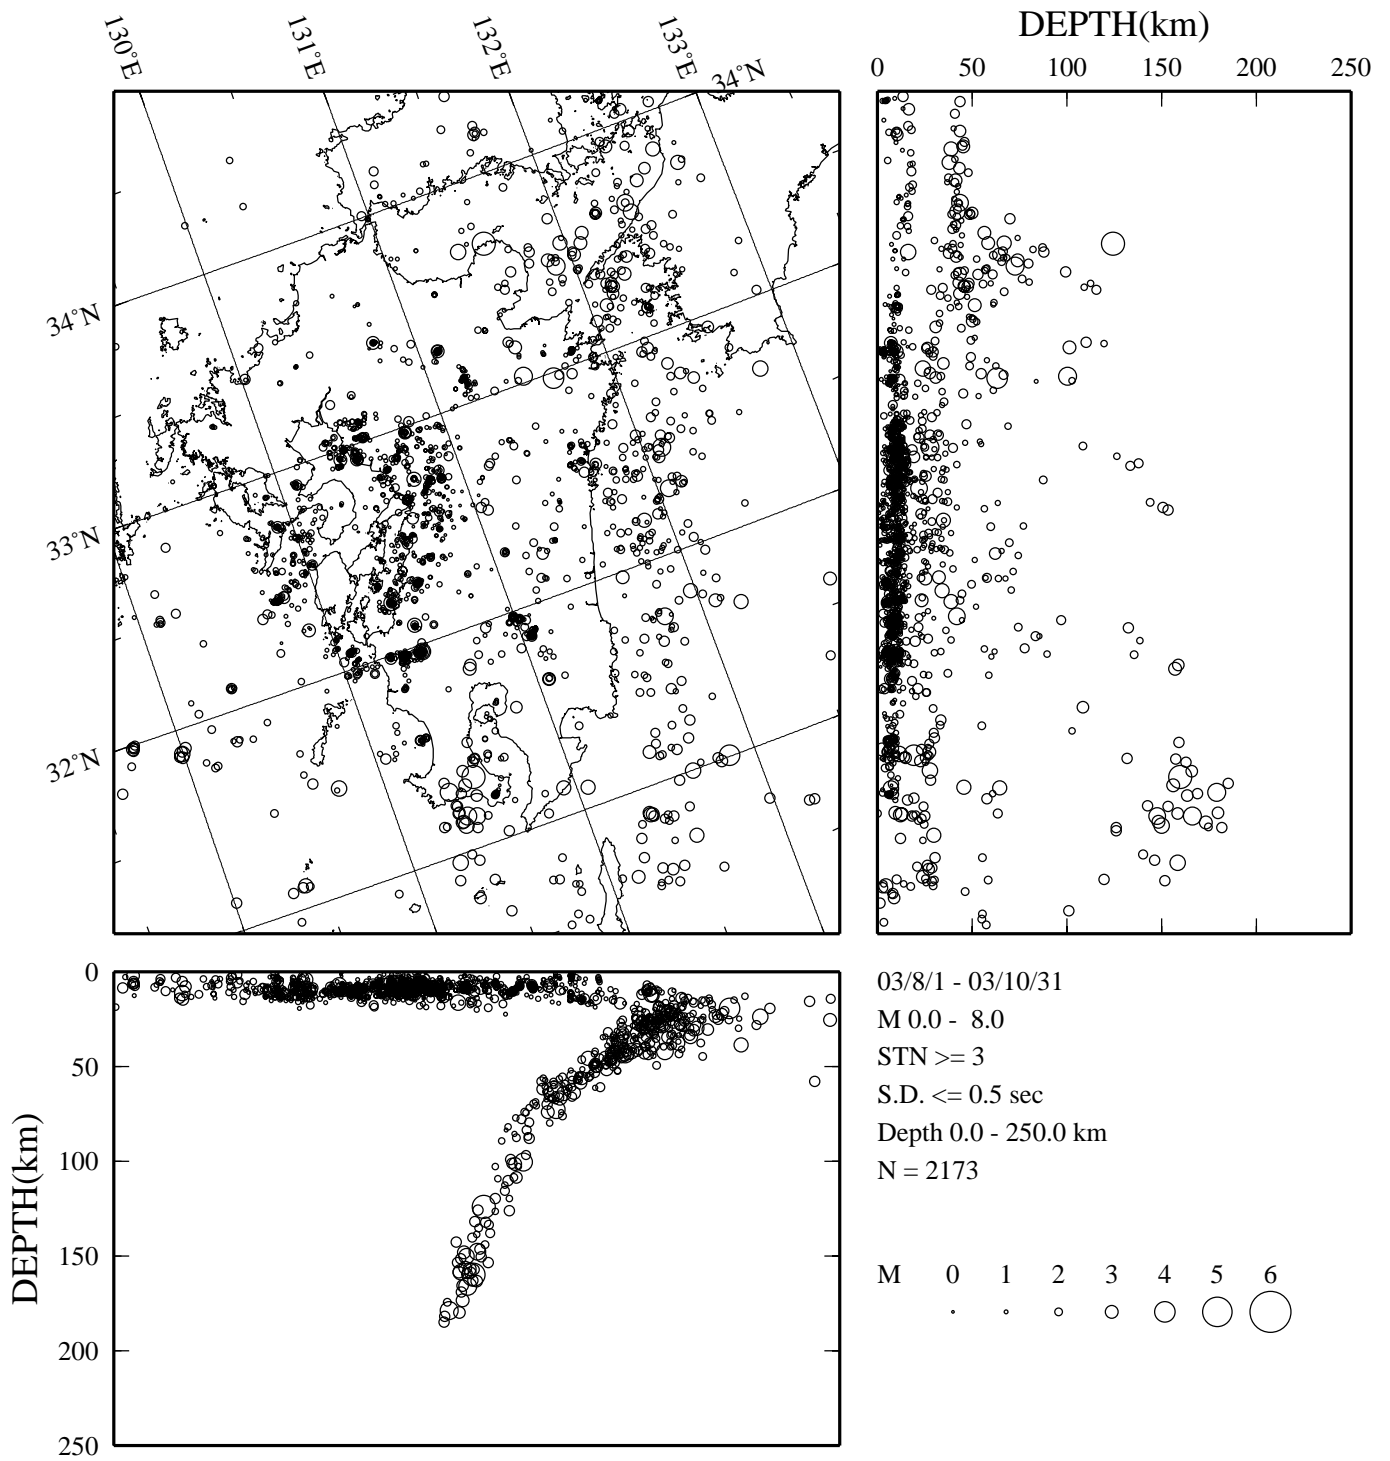 130°E
131°E
132°E
133°E
34°N
34°N
33°N
32°N
DEPTH(km)
0 50 100 150 200 250
0
50
100
150
200
250
DEPTH(km)
03/8/1 - 03/10/31
M 0.0 - 8.0
STN >= 3
S.D. <= 0.5 sec
Depth 0.0 - 250.0 km
N = 2173
M 0 1 2 3 4 5 6